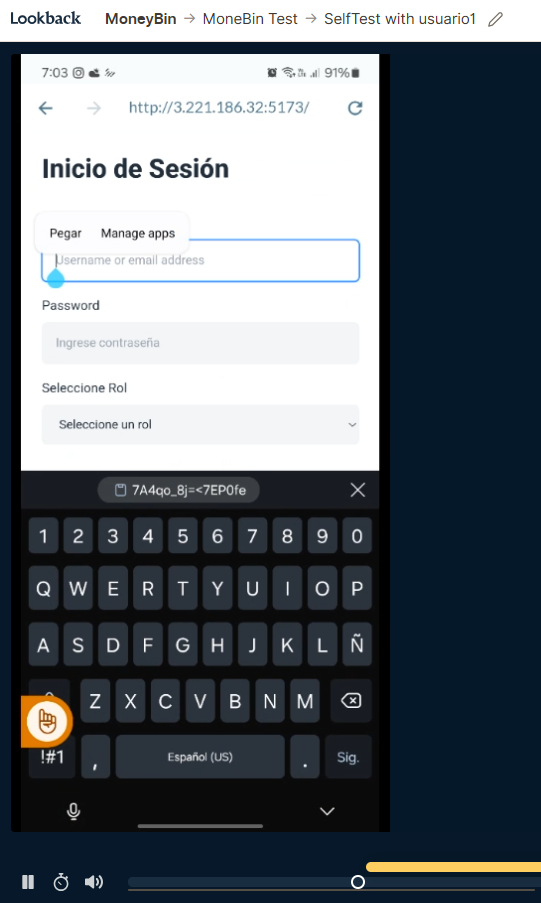 Lookback MoneyBin → MoneBin Test → SelfTest with usuario1
7:03 91%
http://3.221.186.32:5173/
Inicio de Sesión
Pegar Manage apps
Username or email address
Password
Ingrese contraseña
Seleccione Rol
Seleccione un rol
7A4qo_8j=<7EP0fe
1 2 3 4 5 6 7 8 9 0
Q W E R T Y U I O P
A S D F G H J K L Ñ
Z X C V B N M
!#1 , Español (US) . Sig.